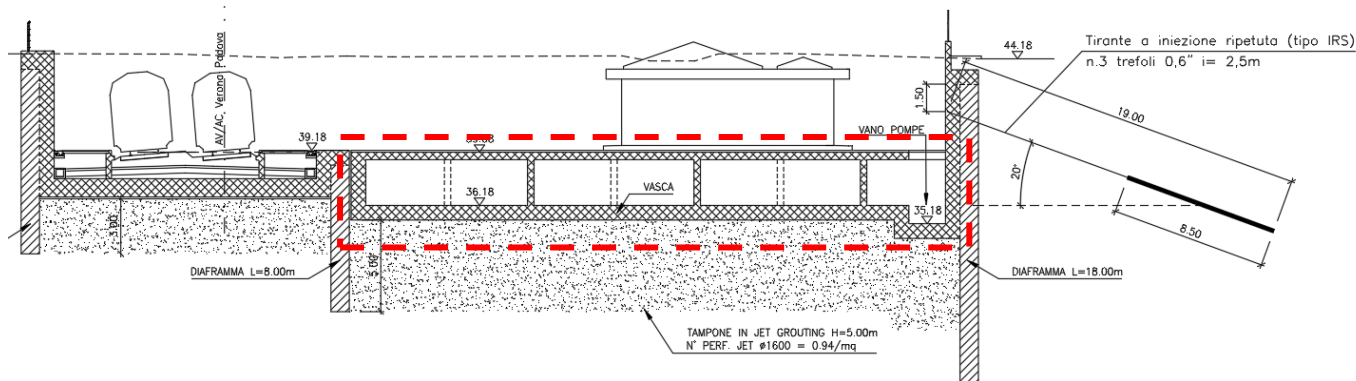 44.18
Tirante a iniezione ripetuta (tipo IRS)
n.3 trefoli 0,6" i= 2,5m
AV/AC Verona Padova
1.50
19.00
39.18
VANO POMPE
20°
36.18
VASCA
35.18
3.00
8.50
DIAFRAMMA L=8.00m
5.00
DIAFRAMMA L=18.00m
TAMPONE IN JET GROUTING H=5.00m
N° PERF. JET ø1600 = 0.94/mq